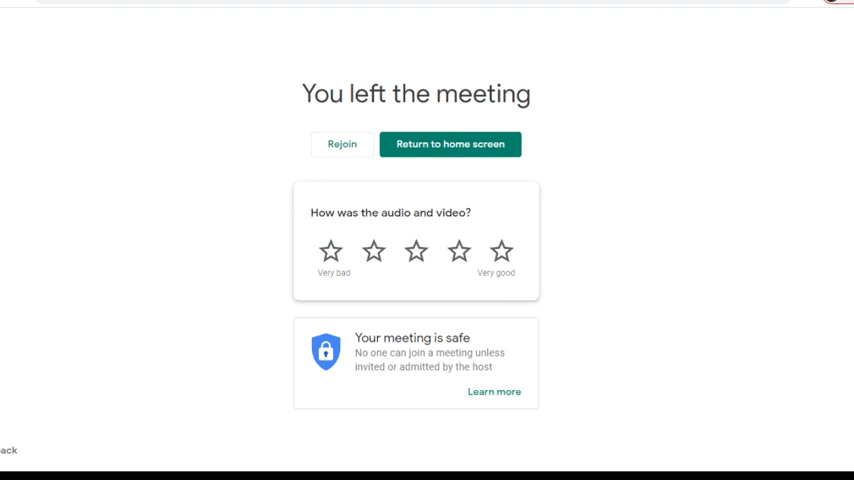 You left the meeting
Rejoin
Return to home screen
How was the audio and video?
Very bad
Very good
Your meeting is safe
No one can join a meeting unless
invited or admitted by the host
Learn more